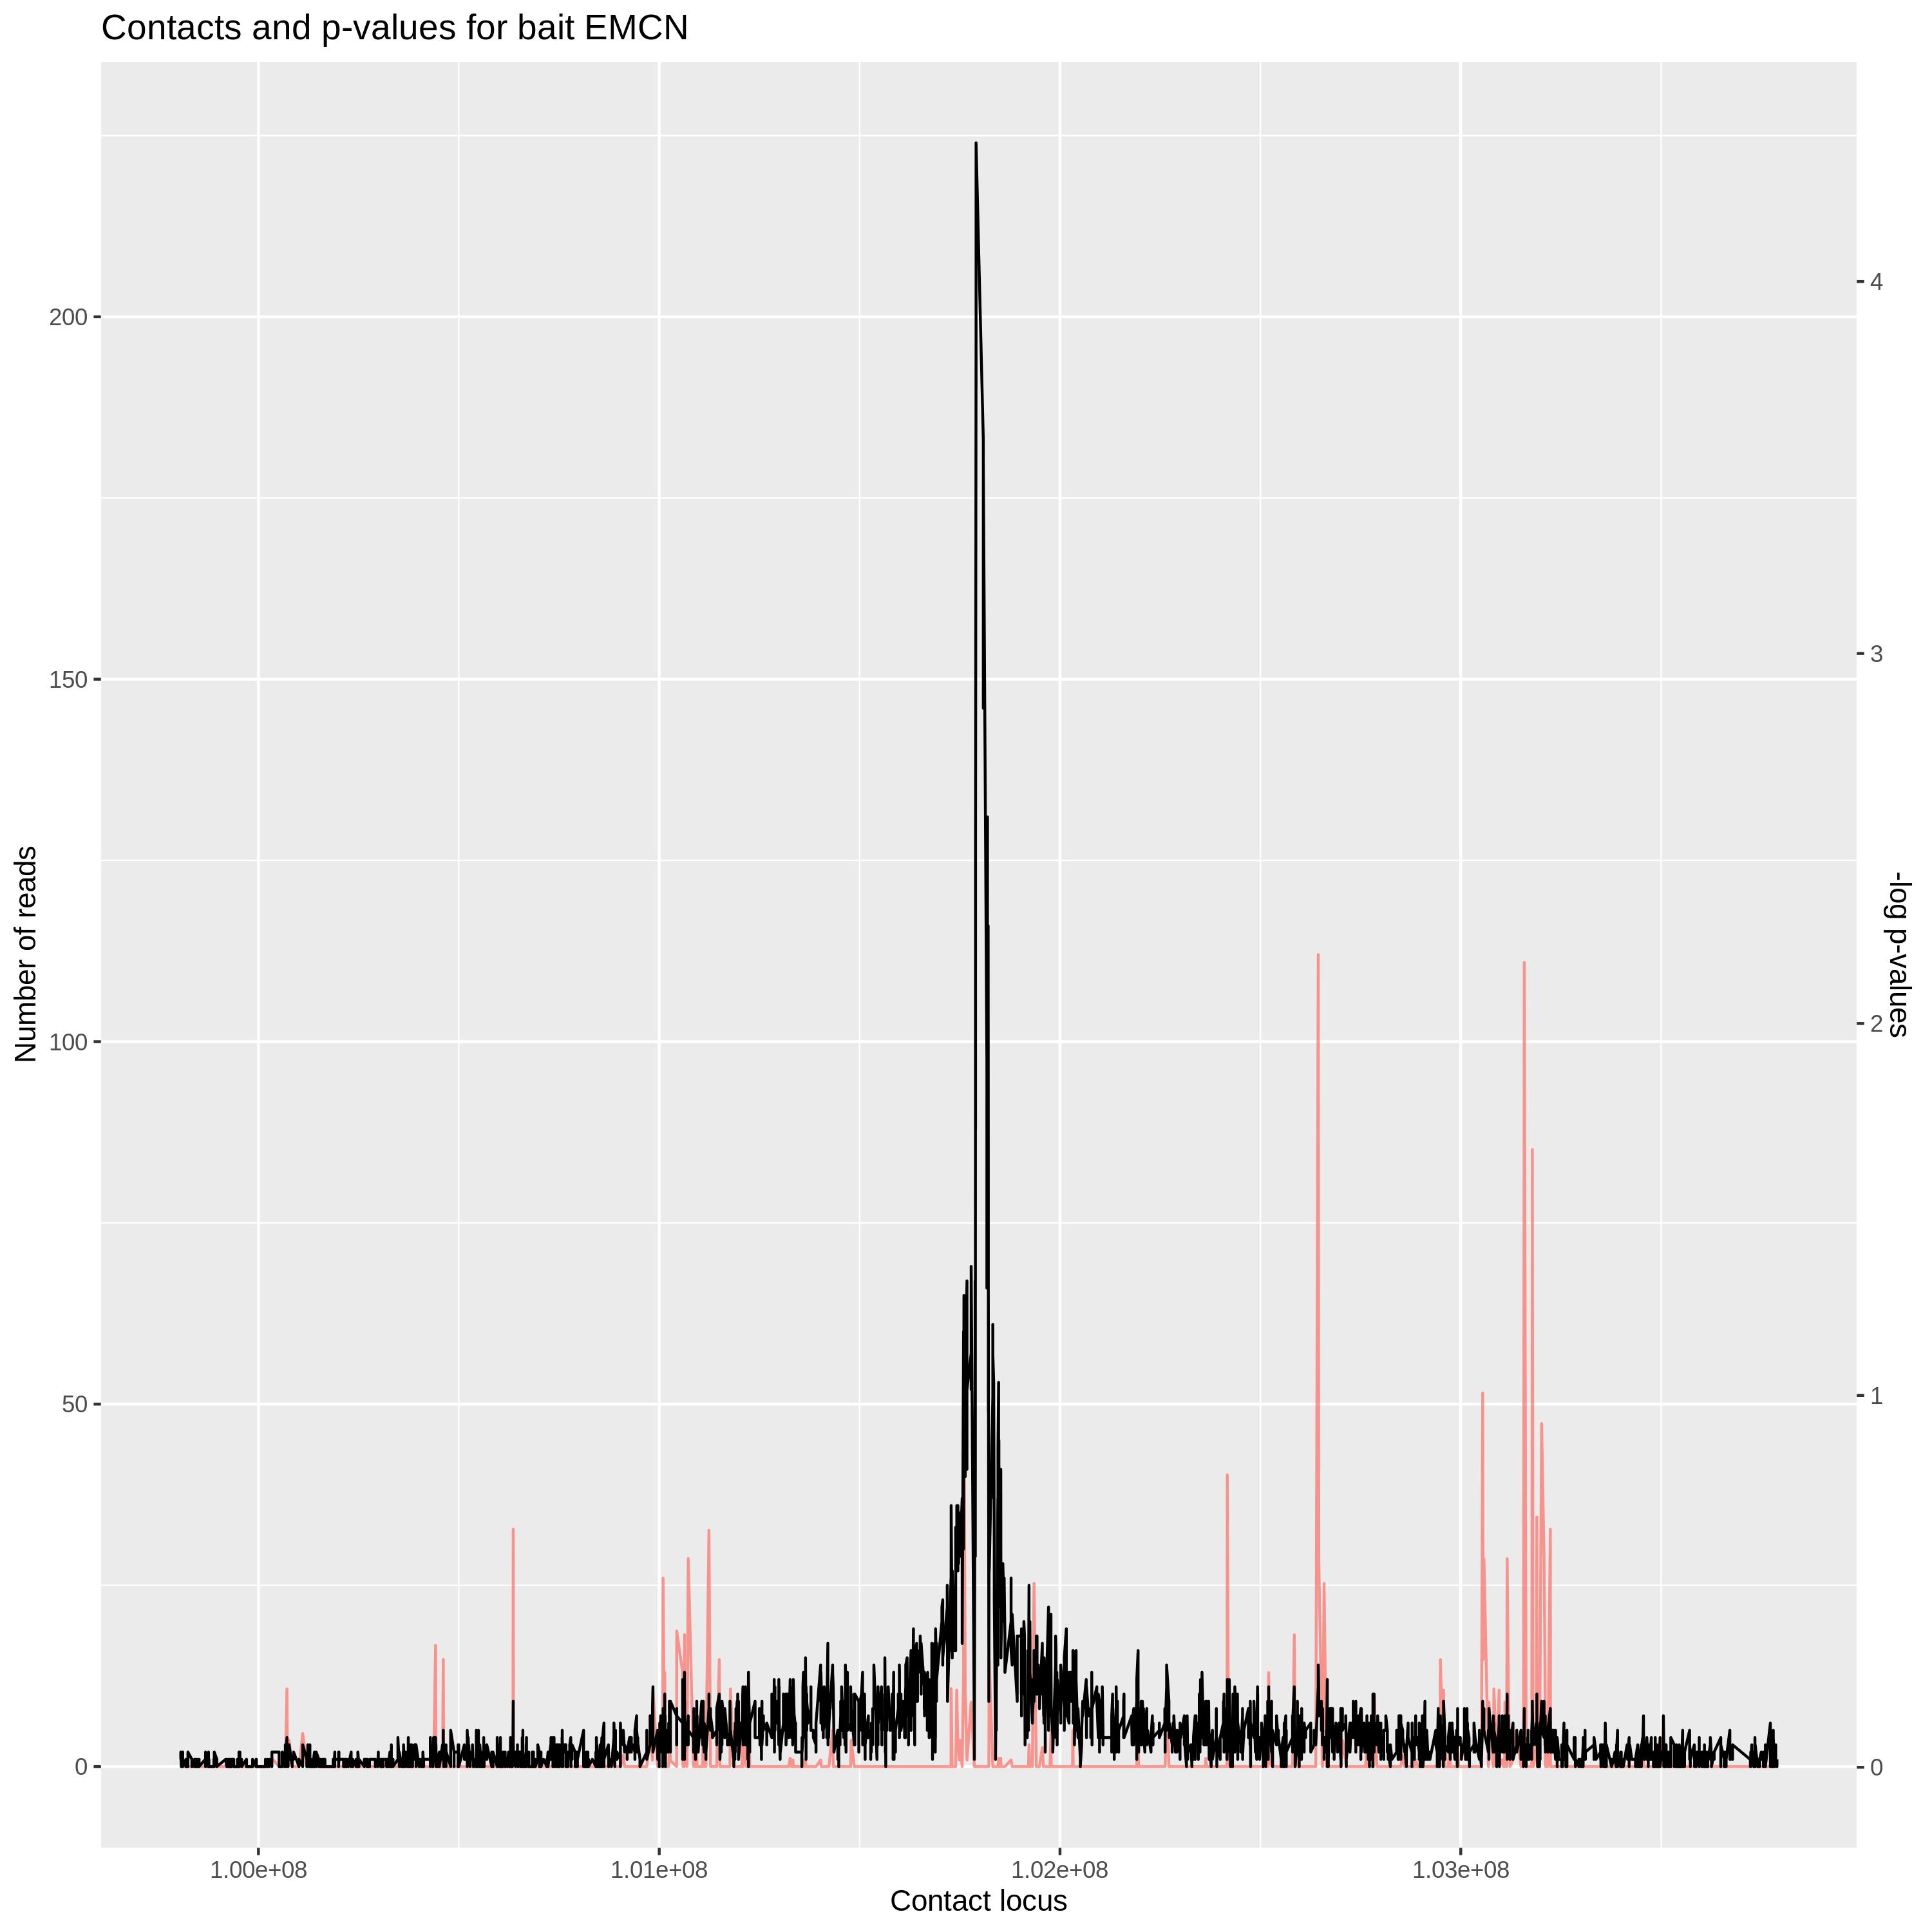 Contacts and p-values for bait EMCN
Number of reads
200
150
100
50
0
4
3
2
1
0
-log p-values
1.00e+08
1.01e+08
1.02e+08
1.03e+08
Contact locus